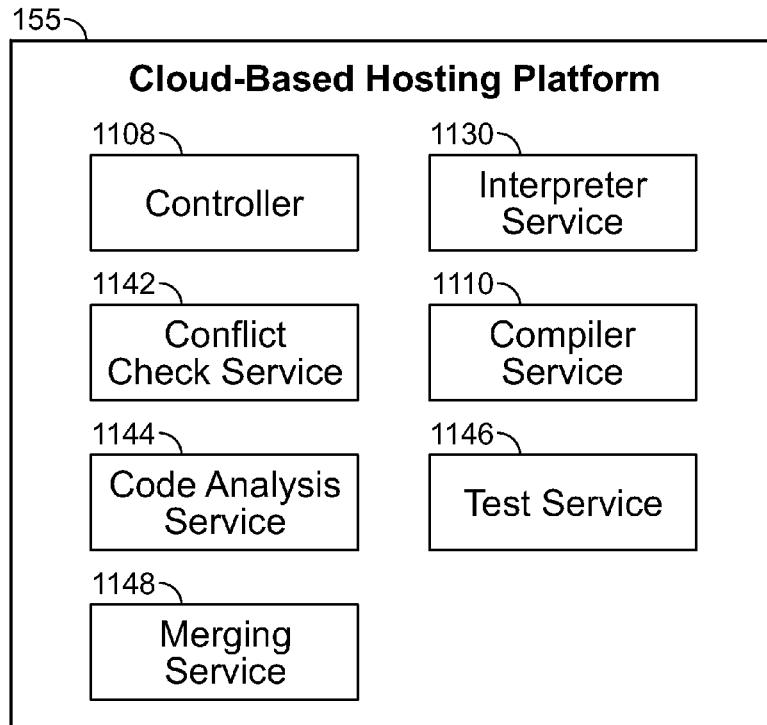 155
Cloud-Based Hosting Platform
1108
Controller
1130
Interpreter
Service
1142
Conflict
Check Service
1110
Compiler
Service
1144
Code Analysis
Service
1146
Test Service
1148
Merging
Service